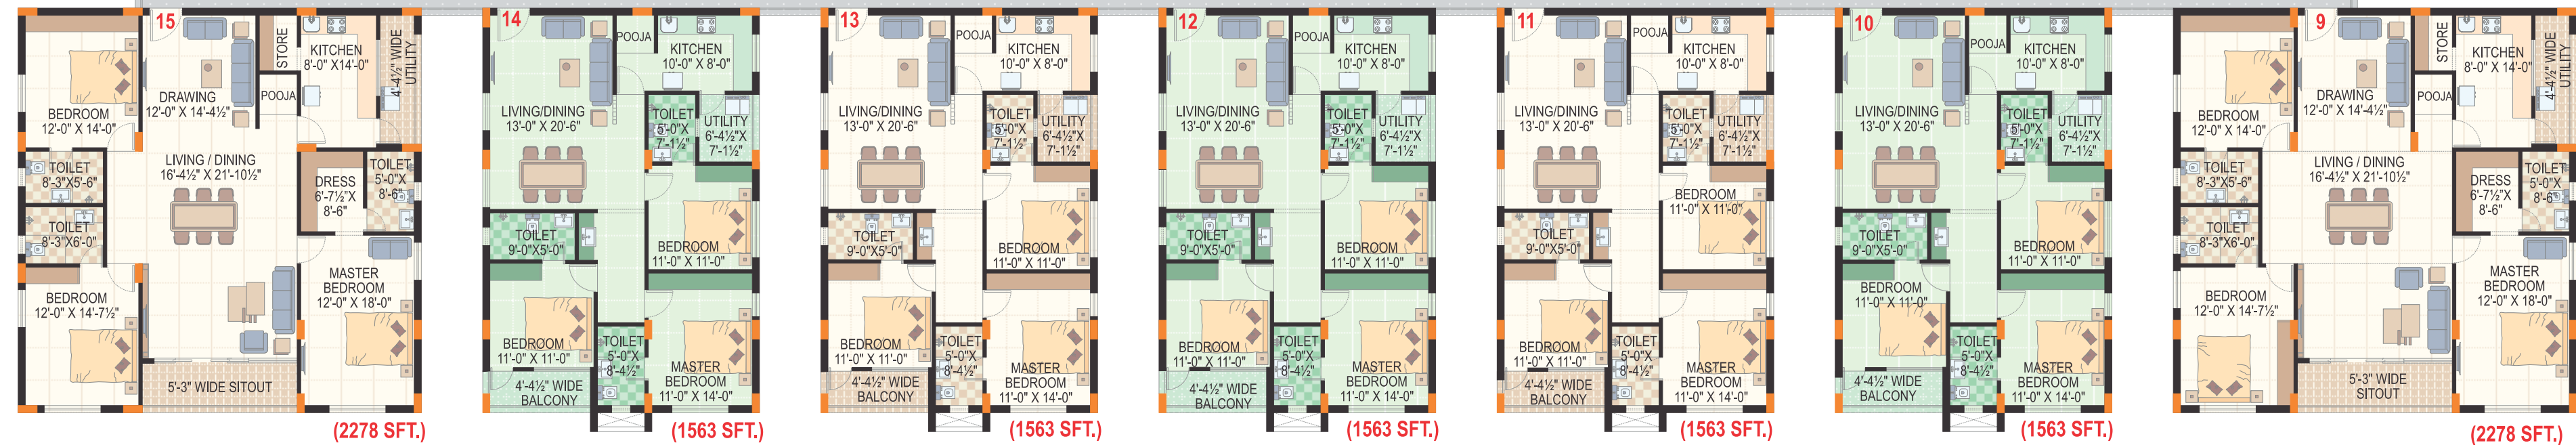 15
BEDROOM
12'-0" X 14'-0"
DRAWING
12'-0" X 14'-4½"
STORE
POOJA
KITCHEN
8'-0" X14'-0"
4'-4½" WIDE
UTILITY
TOILET
8'-3"X5'-6"
TOILET
8'-3"X6'-0"
LIVING / DINING
16'-4½" X 21'-10½"
DRESS
6'-7½"X
8'-6"
TOILET
5'-0"X
8'-6"
BEDROOM
12'-0" X 14'-7½"
MASTER
BEDROOM
12'-0" X 18'-0"
5'-3" WIDE SITOUT
(2278 SFT.)
14
POOJA
KITCHEN
10'-0" X 8'-0"
LIVING/DINING
13'-0" X 20'-6"
TOILET
5'-0"X
7'-1½"
UTILITY
6'-4½"X
7'-1½"
TOILET
9'-0"X5'-0"
BEDROOM
11'-0" X 11'-0"
BEDROOM
11'-0" X 11'-0"
TOILET
5'-0"X
8'-4½"
MASTER
BEDROOM
11'-0" X 14'-0"
4'-4½" WIDE
BALCONY
(1563 SFT.)
13
POOJA
KITCHEN
10'-0" X 8'-0"
LIVING/DINING
13'-0" X 20'-6"
TOILET
5'-0"X
7'-1½"
UTILITY
6'-4½"X
7'-1½"
TOILET
9'-0"X5'-0"
BEDROOM
11'-0" X 11'-0"
BEDROOM
11'-0" X 11'-0"
TOILET
5'-0"X
8'-4½"
MASTER
BEDROOM
11'-0" X 14'-0"
4'-4½" WIDE
BALCONY
(1563 SFT.)
12
POOJA
KITCHEN
10'-0" X 8'-0"
LIVING/DINING
13'-0" X 20'-6"
TOILET
5'-0"X
7'-1½"
UTILITY
6'-4½"X
7'-1½"
TOILET
9'-0"X5'-0"
BEDROOM
11'-0" X 11'-0"
BEDROOM
11'-0" X 11'-0"
TOILET
5'-0"X
8'-4½"
MASTER
BEDROOM
11'-0" X 14'-0"
4'-4½" WIDE
BALCONY
(1563 SFT.)
11
POOJA
KITCHEN
10'-0" X 8'-0"
LIVING/DINING
13'-0" X 20'-6"
TOILET
5'-0"X
7'-1½"
UTILITY
6'-4½"X
7'-1½"
BEDROOM
11'-0" X 11'-0"
TOILET
9'-0"X5'-0"
BEDROOM
11'-0" X 11'-0"
TOILET
5'-0"X
8'-4½"
MASTER
BEDROOM
11'-0" X 14'-0"
4'-4½" WIDE
BALCONY
(1563 SFT.)
10
POOJA
KITCHEN
10'-0" X 8'-0"
LIVING/DINING
13'-0" X 20'-6"
TOILET
5'-0"X
7'-1½"
UTILITY
6'-4½"X
7'-1½"
TOILET
9'-0"X5'-0"
BEDROOM
11'-0" X 11'-0"
BEDROOM
11'-0" X 11'-0"
TOILET
5'-0"X
8'-4½"
MASTER
BEDROOM
11'-0" X 14'-0"
4'-4½" WIDE
BALCONY
(1563 SFT.)
9
BEDROOM
12'-0" X 14'-0"
DRAWING
12'-0" X 14'-4½"
STORE
POOJA
KITCHEN
8'-0" X 14'-0"
4'-4½" WIDE
UTILITY
TOILET
8'-3"X5'-6"
TOILET
8'-3"X6'-0"
LIVING / DINING
16'-4½" X 21'-10½"
DRESS
6'-7½"X
8'-6"
TOILET
5'-0"X
8'-6"
BEDROOM
12'-0" X 14'-7½"
MASTER
BEDROOM
12'-0" X 18'-0"
5'-3" WIDE
SITOUT
(2278 SFT.)